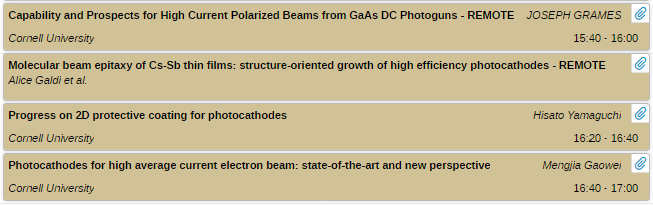 Capability and Prospects for High Current Polarized Beams from GaAs DC Photoguns - REMOTE JOSEPH GRAMES
Cornell University 15:40 - 16:00
Molecular beam epitaxy of Cs-Sb thin films: structure-oriented growth of high efficiency photocathodes - REMOTE
Alice Galdi et al.
Progress on 2D protective coating for photocathodes Hisato Yamaguchi
Cornell University 16:20 - 16:40
Photocathodes for high average current electron beam: state-of-the-art and new perspective Mengjia Gaowei
Cornell University 16:40 - 17:00